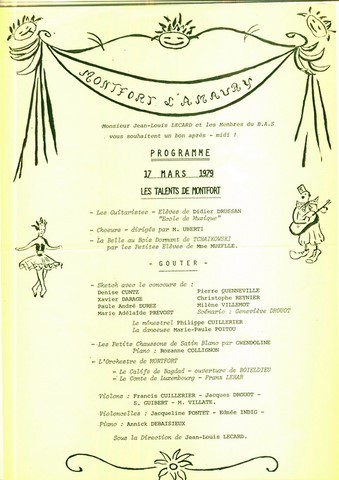 MONTFORT L'AMAURY
Monsieur Jean-Louis LECARD et les Membres du B.A.S
vous souhaitent un bon après - midi !
PROGRAMME
17 MARS 1979
LES TALENTS DE MONTFORT
- Les Guitaristes - Elèves de Didier DRUSSAN
"Ecole de Musique"
- Choeurs - dirigés par M. UBERTI
- La Belle au Bois Dormant de TCHAIKOWSKI
par les Petites Elèves de Mme
- GOUTER -
- Sketch avec le concours de :
Denise CUNTZ Pierre QUENNEVILLE
Xavier DARAGE Christophe REYNIER
Paule André DUBEZ Milène VILLEMOT
Marie Adélaïde PREVOST Scénario : Geneviève DROUOT
Le ménestrel Philippe CUILLERIER
La danseuse Marie-Paule POITOU
- Les Petits Chaussons de Satin Blanc par GWENDOLINE
Piano : Rozanne COLLIGNON
- L'Orchestre de MONTFORT
- Le Calife de Bagdad - ouverture de BOIELDIEU
- Le Comte de Luxembourg - Franz LEHAR
Violons : Francis CUILLERIER - Jacques DROUOT -
S. GUIBERT - M. VILLATE.
Violoncelles : Jacqueline PONTET - Edmée INDIG -
Piano : Annick DEBAISIEUX
Sous la Direction de Jean-Louis LECARD.